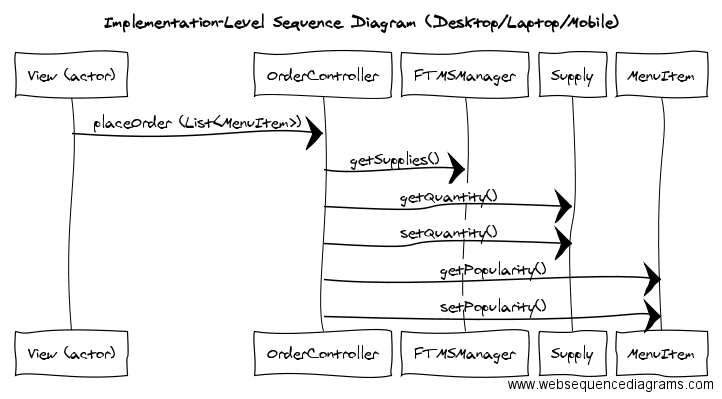 Implementation-Level Sequence Diagram (Desktop/Laptop/Mobile)
View (actor) OrderController FTMSManager Supply MenuItem
placeOrder (List<MenuItem>)
getSupplies()
getQuantity()
setQuantity()
getPopularity()
setPopularity()
View (actor) OrderController FTMSManager Supply MenuItem
www.websequencediagrams.com